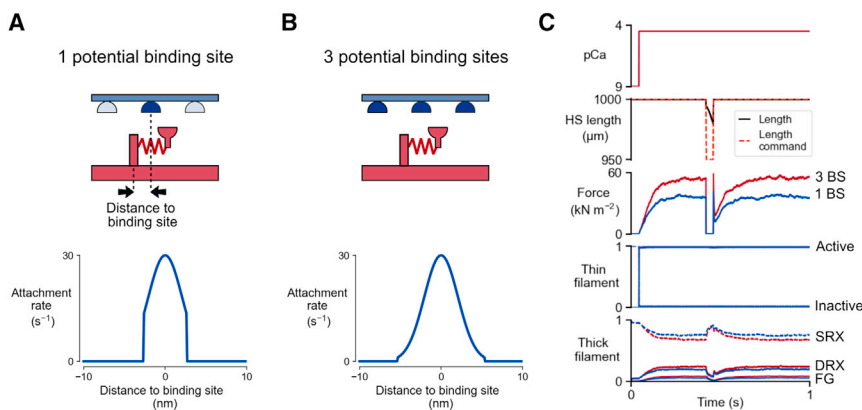 A
1 potential binding site
Distance to
binding site
30
Attachment
rate
(s⁻¹)
0
−10
0
10
Distance to binding site
(nm)
B
3 potential binding sites
30
Attachment
rate
(s⁻¹)
0
−10
0
10
Distance to binding site
(nm)
C
4
pCa
9
1000
HS length
(μm)
950
Length
Length
command
60
Force
(kN m⁻²)
0
3 BS
1 BS
1
Thin
filament
0
Active
Inactive
1
Thick
filament
0
SRX
DRX
FG
0
1
Time (s)